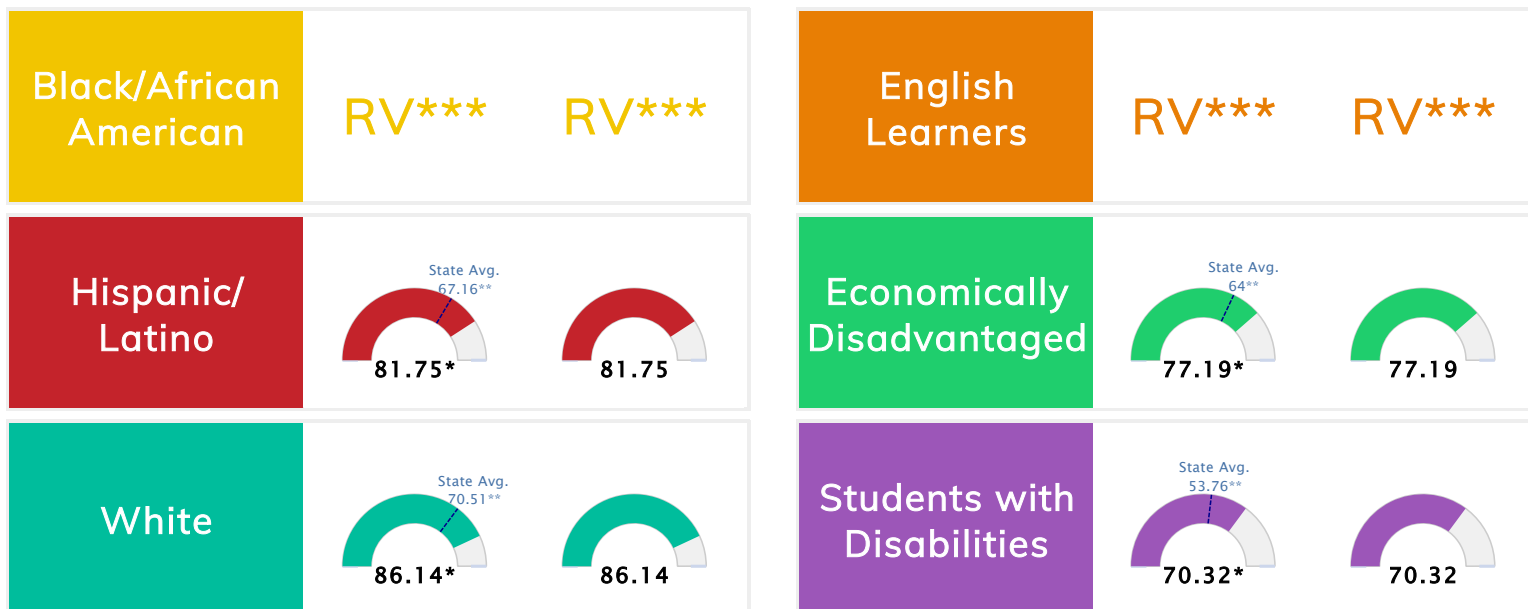 Black/African
American
RV***
RV***
English
Learners
RV***
RV***
Hispanic/
Latino
State Avg.
67.16**
81.75*
81.75
Economically
Disadvantaged
State Avg.
64**
77.19*
77.19
White
State Avg.
70.51**
86.14*
86.14
Students with
Disabilities
State Avg.
53.76**
70.32*
70.32